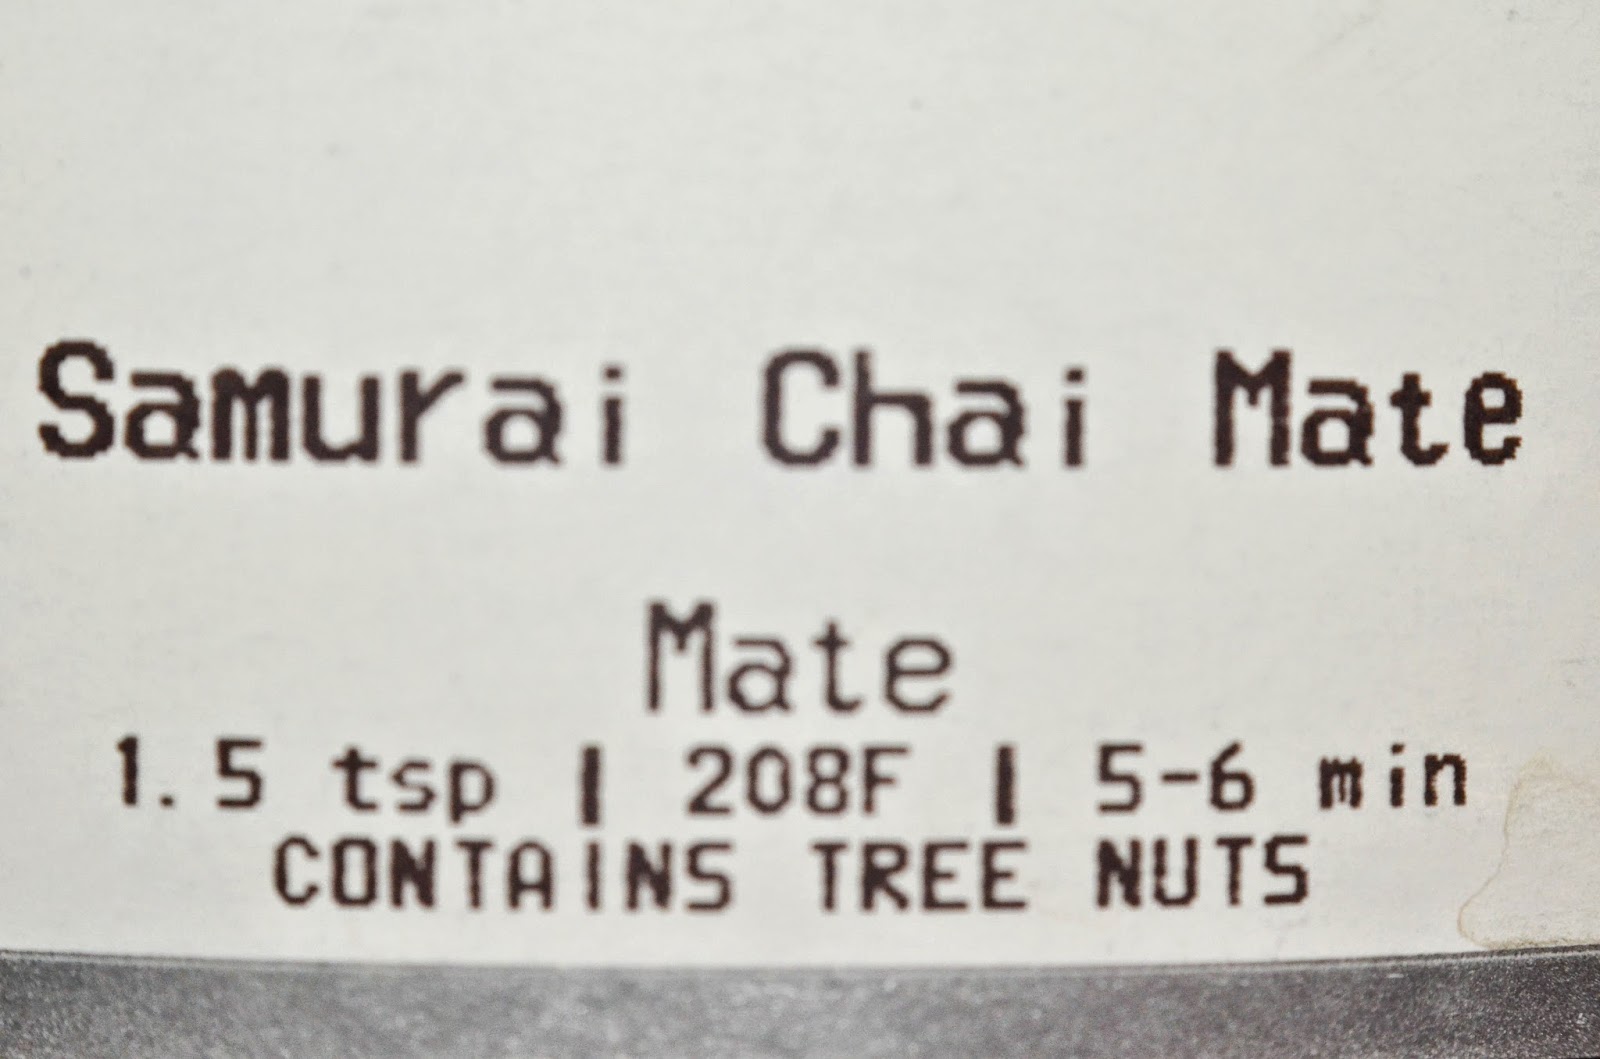 Samurai Chai Mate
Mate
1.5 tsp | 208F | 5-6 min
CONTAINS TREE NUTS